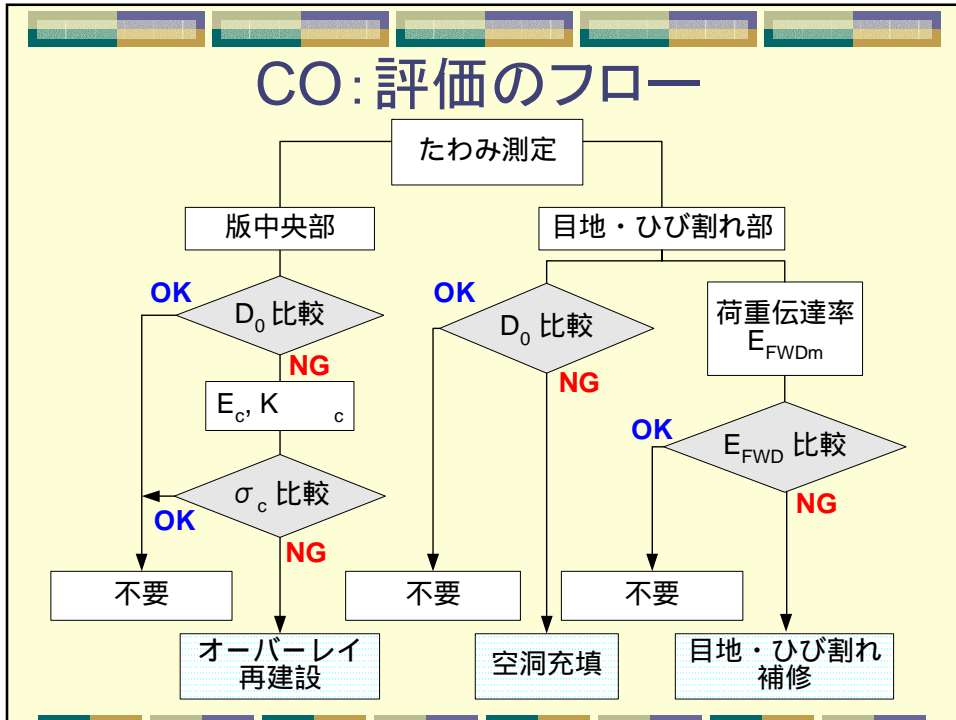 CO：評価のフロー
たわみ測定
版中央部
目地・ひび割れ部
OK
D0 比較
NG
Ec, K c
σc 比較
OK
NG
不要
オーバーレイ
再建設
OK
D0 比較
NG
不要
空洞充填
荷重伝達率
EFWDm
OK
EFWD 比較
NG
不要
目地・ひび割れ
補修